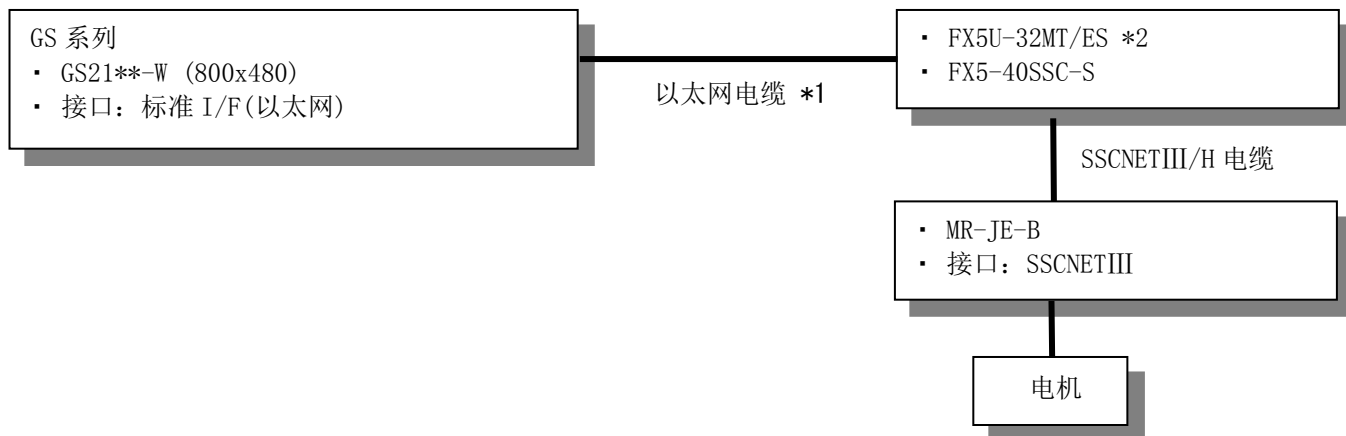 GS 系列
· GS21**-W (800x480)
· 接口：标准 I/F(以太网)
以太网电缆 *1
· FX5U-32MT/ES *2
· FX5-40SSC-S
SSCNETⅢ/H 电缆
· MR-JE-B
· 接口：SSCNETⅢ
电机